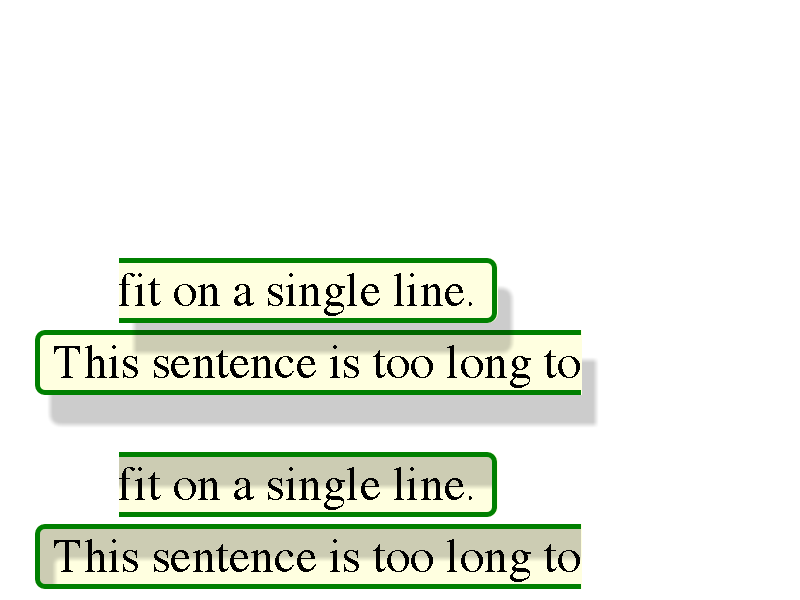 fit on a single line.
This sentence is too long to
fit on a single line.
This sentence is too long to